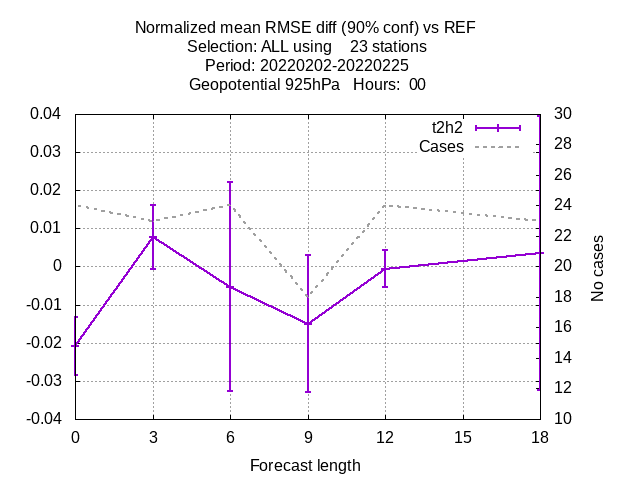 Normalized mean RMSE diff (90% conf) vs REF
Selection: ALL using    23 stations
Period: 20220202-20220225
Geopotential 925hPa   Hours:  00
0.04
0.03
0.02
0.01
0
-0.01
-0.02
-0.03
-0.04
t2h2
Cases
30
28
26
24
22
20
18
16
14
12
10
No cases
0 3 6 9 12 15 18
Forecast length